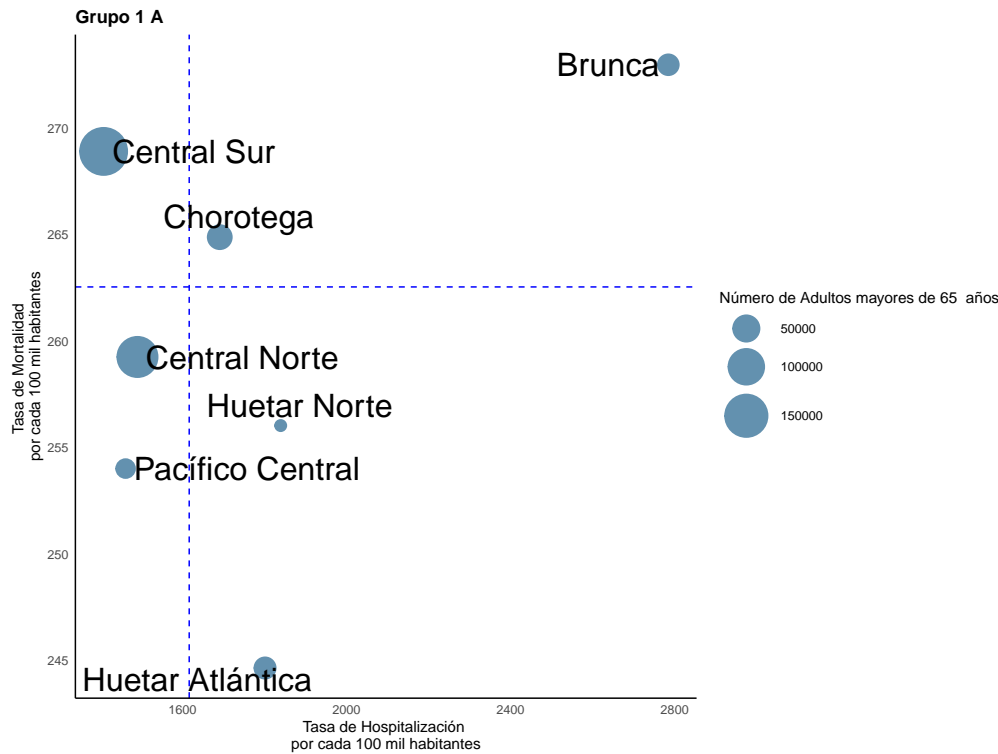 Grupo 1 A
Brunca
Central Sur
Chorotega
Central Norte
Huetar Norte
Pacífico Central
Huetar Atlántica
270
265
260
255
250
245
Tasa de Mortalidad
por cada 100 mil habitantes
1600
2000
2400
2800
Tasa de Hospitalización
por cada 100 mil habitantes
Número de Adultos mayores de 65  años
50000
100000
150000